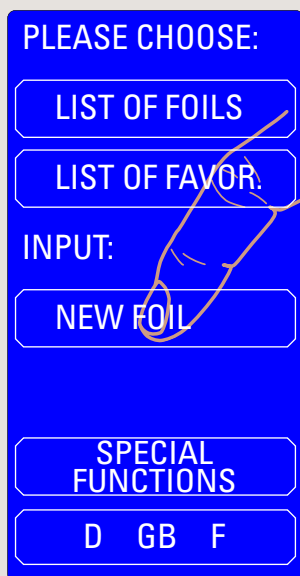 PLEASE CHOOSE:
LIST OF FOILS
LIST OF FAVOR.
INPUT:
NEW FOIL
SPECIAL
FUNCTIONS
D GB F